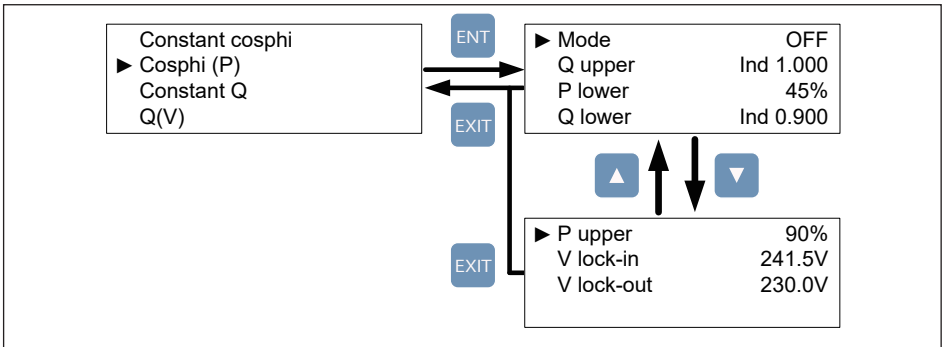 Constant cosphi
► Cosphi (P)
Constant Q
Q(V)
ENT
EXIT
► Mode OFF
Q upper Ind 1.000
P lower 45%
Q lower Ind 0.900
▲
▼
EXIT
► P upper 90%
V lock-in 241.5V
V lock-out 230.0V